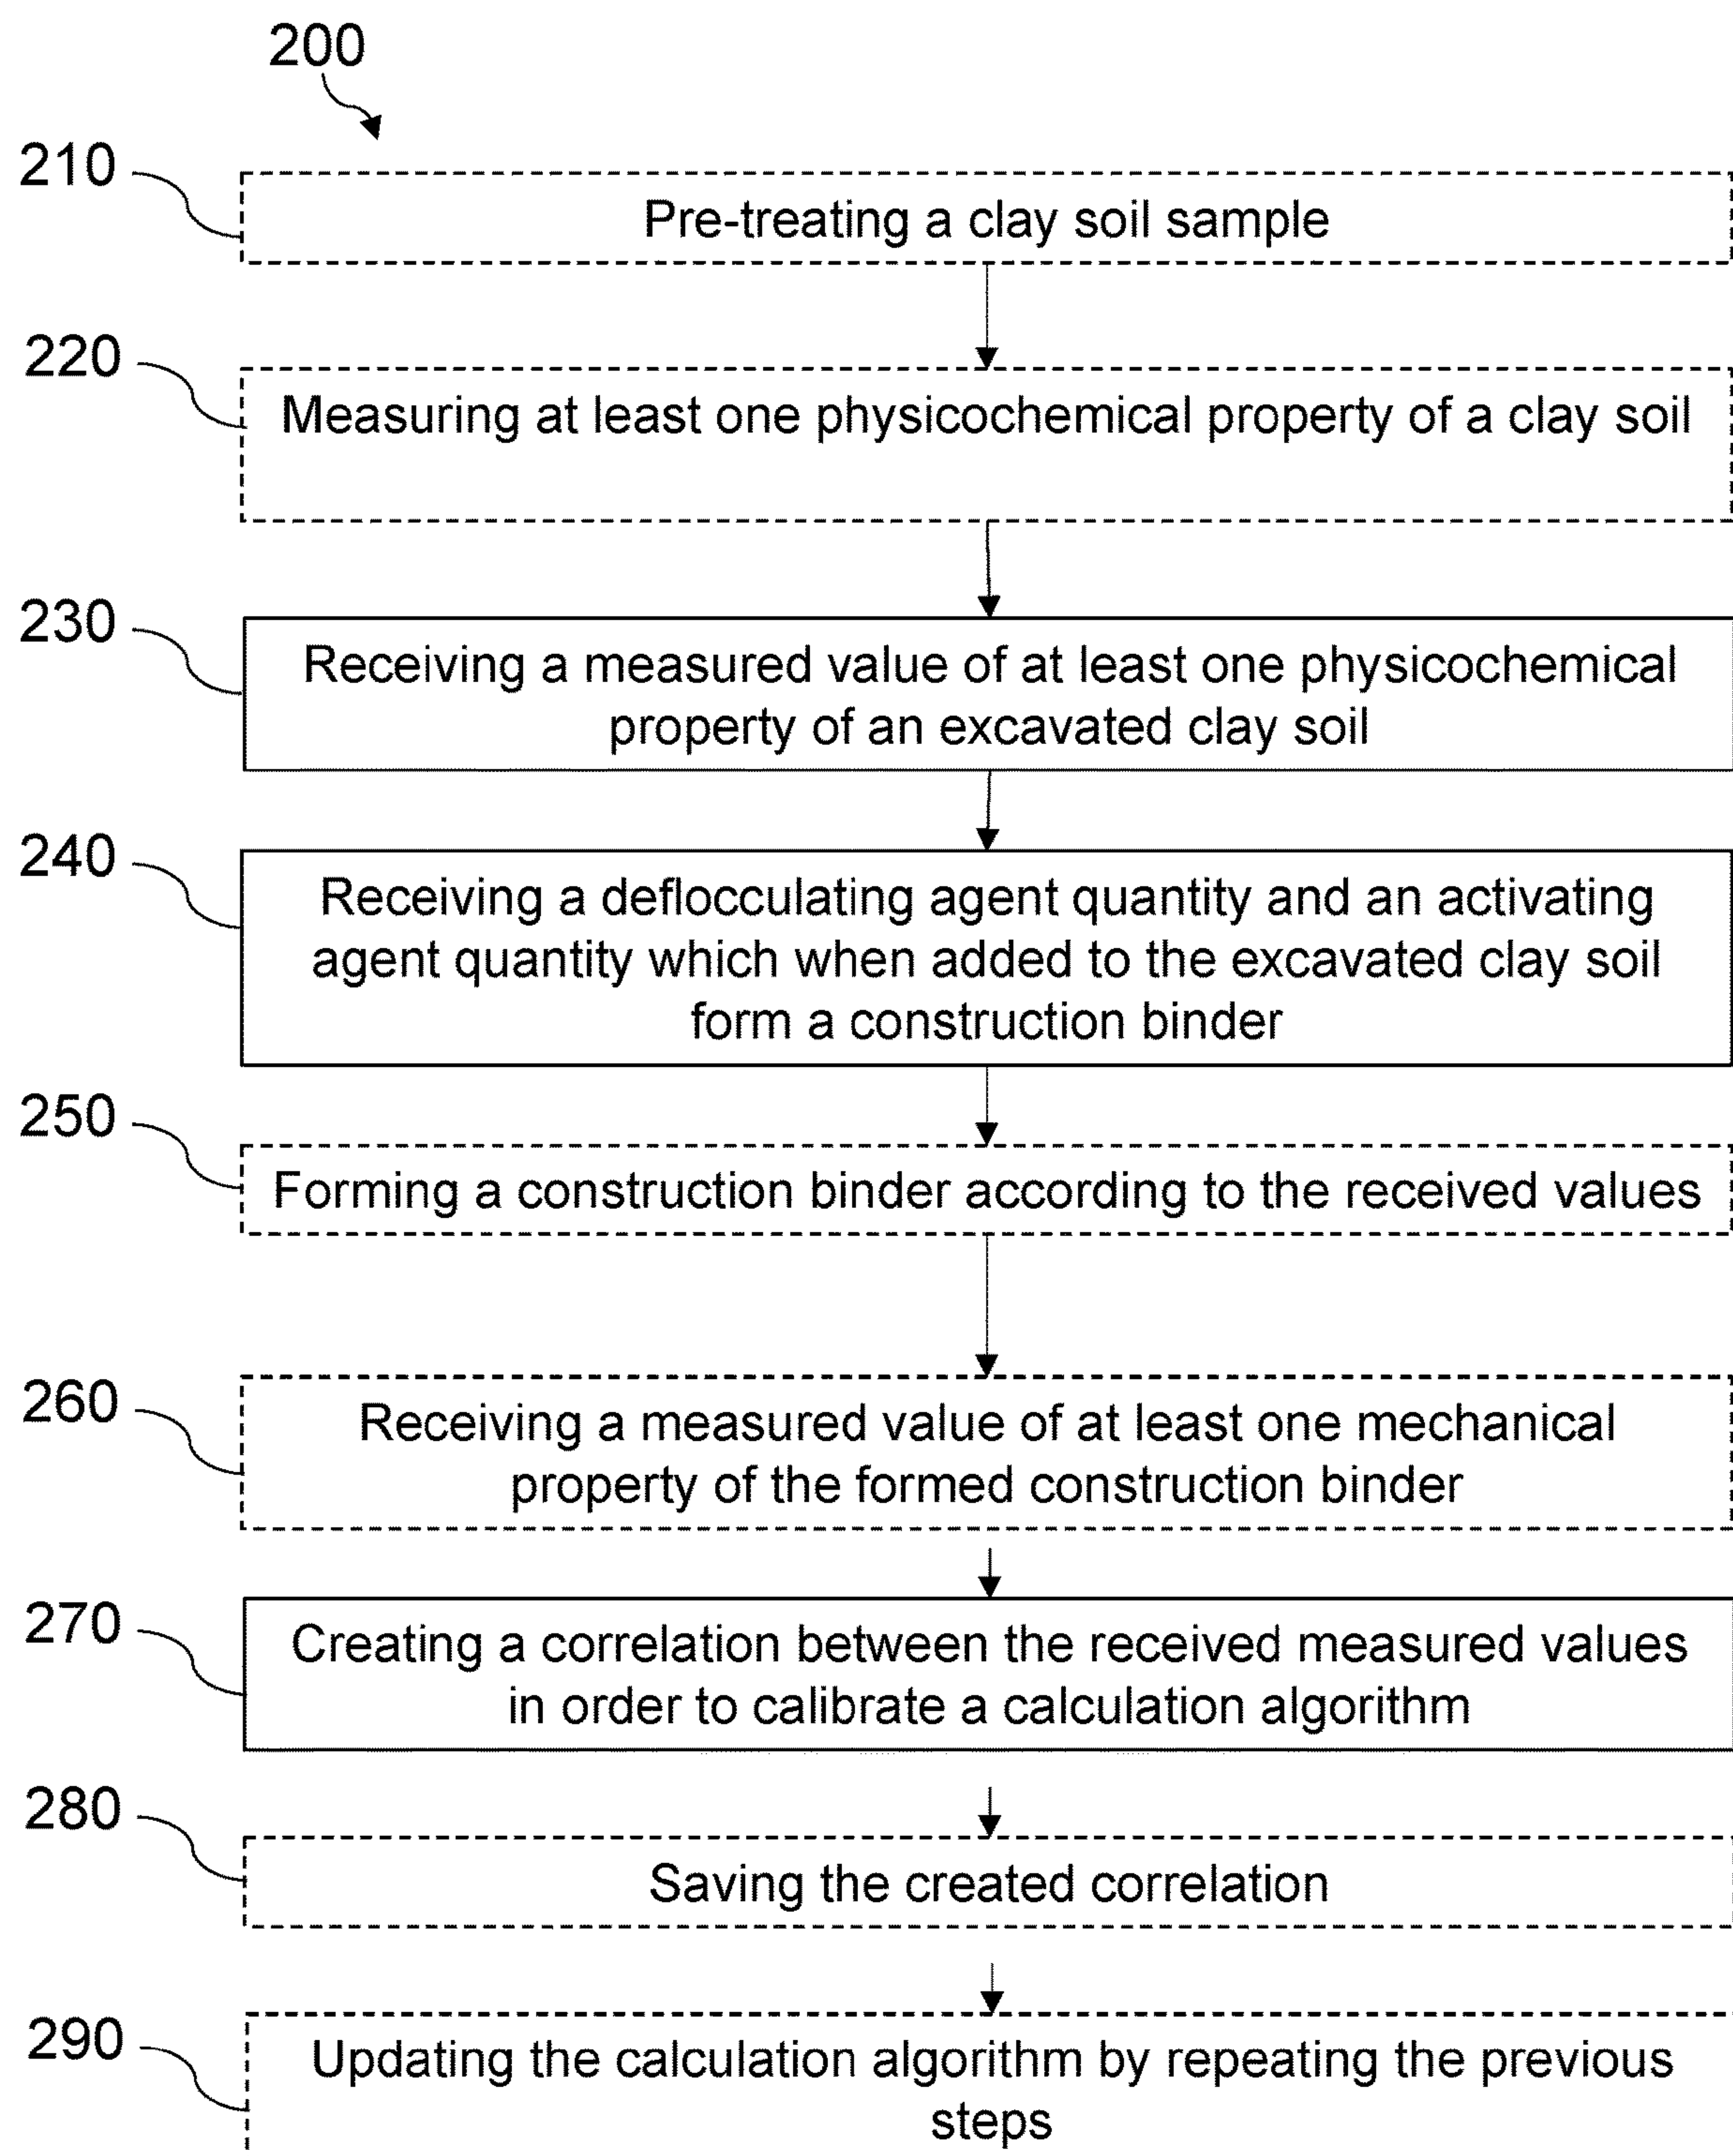 200
210
Pre-treating a clay soil sample
220
Measuring at least one physicochemical property of a clay soil
230
Receiving a measured value of at least one physicochemical
property of an excavated clay soil
240
Receiving a deflocculating agent quantity and an activating
agent quantity which when added to the excavated clay soil
form a construction binder
250
Forming a construction binder according to the received values
260
Receiving a measured value of at least one mechanical
property of the formed construction binder
270
Creating a correlation between the received measured values
in order to calibrate a calculation algorithm
280
Saving the created correlation
290
Updating the calculation algorithm by repeating the previous
steps